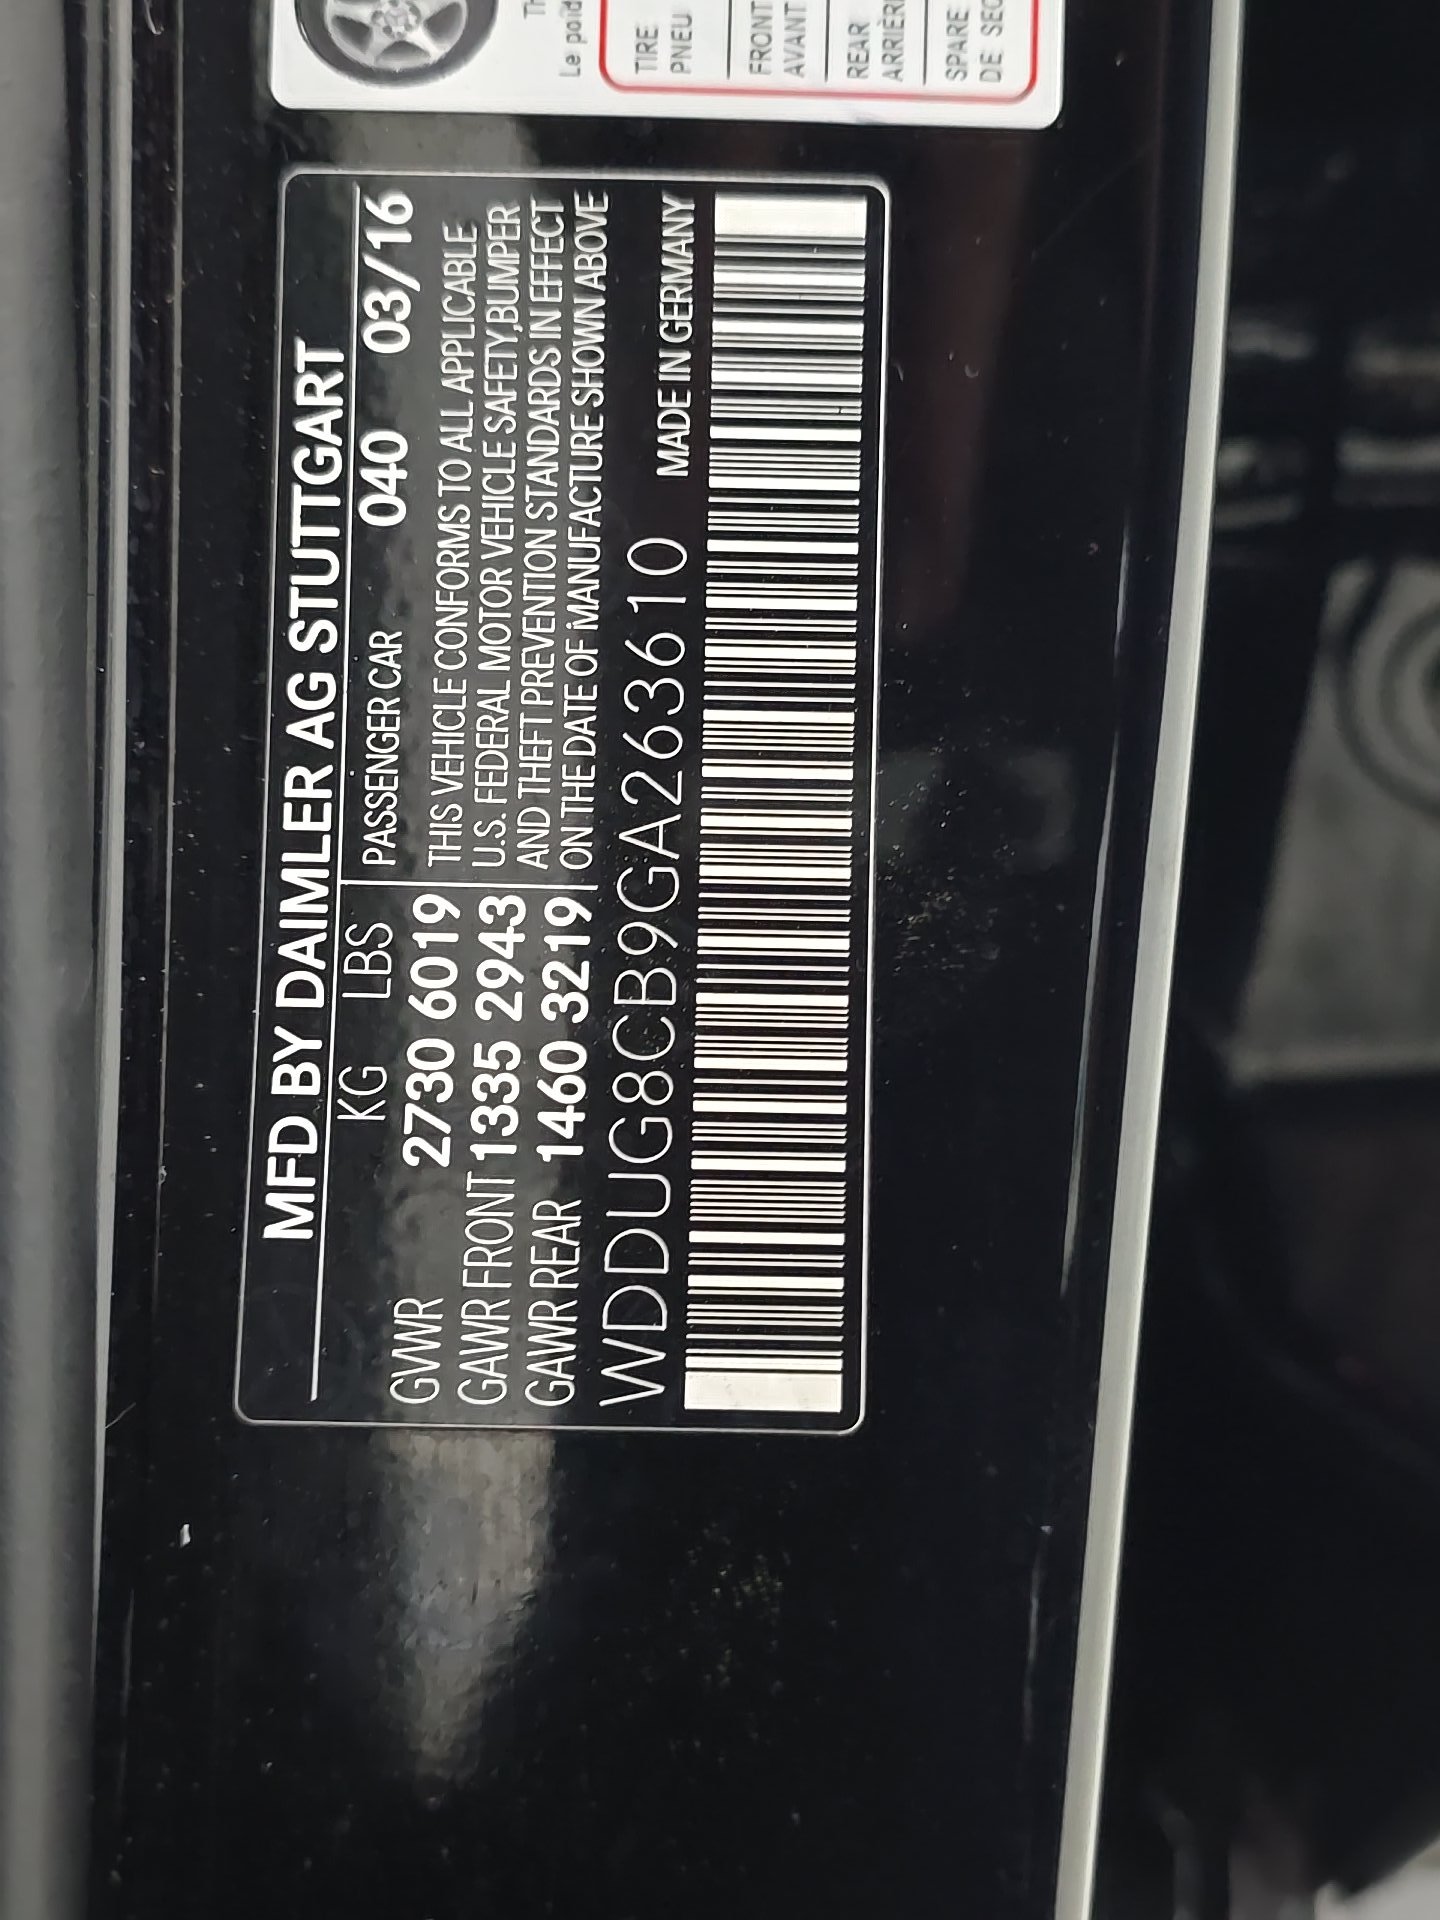 MFD BY DAIMLER AG STUTTGART
KG LBS PASSENGER CAR 040 03/16
GVWR 2730 6019 THIS VEHICLE CONFORMS TO ALL APPLICABLE
GAWR FRONT 1335 2943 U.S. FEDERAL MOTOR VEHICLE SAFETY,BUMPER
AND THEFT PREVENTION STANDARDS IN EFFECT
GAWR REAR 1460 3219 ON THE DATE OF MANUFACTURE SHOWN ABOVE
WDDUG8CB9GA263610 MADE IN GERMANY
Le poid
TIRE
PNEU
FRONT
AVANT
REAR
SPARE
DE